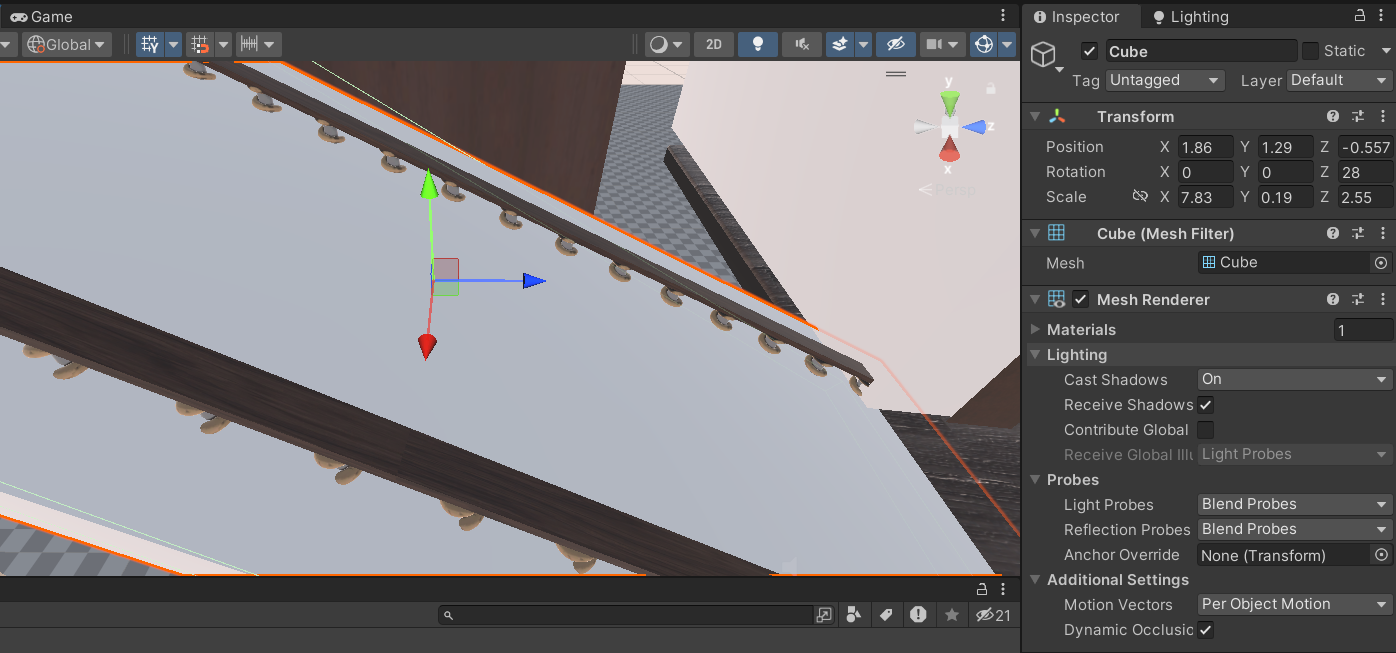 Game
Inspector
Lighting
Global
2D
Cube
Static
Tag
Untagged
Layer
Default
y
z
x
Persp
Transform
Position X 1.86 Y 1.29 Z -0.557
Rotation X 0 Y 0 Z 28
Scale X 7.83 Y 0.19 Z 2.55
Cube (Mesh Filter)
Mesh Cube
Mesh Renderer
Materials 1
Lighting
Cast Shadows On
Receive Shadows
Contribute Global
Receive Global Illu Light Probes
Probes
Light Probes Blend Probes
Reflection Probes Blend Probes
Anchor Override None (Transform)
Additional Settings
Motion Vectors Per Object Motion
Dynamic Occlusic
21